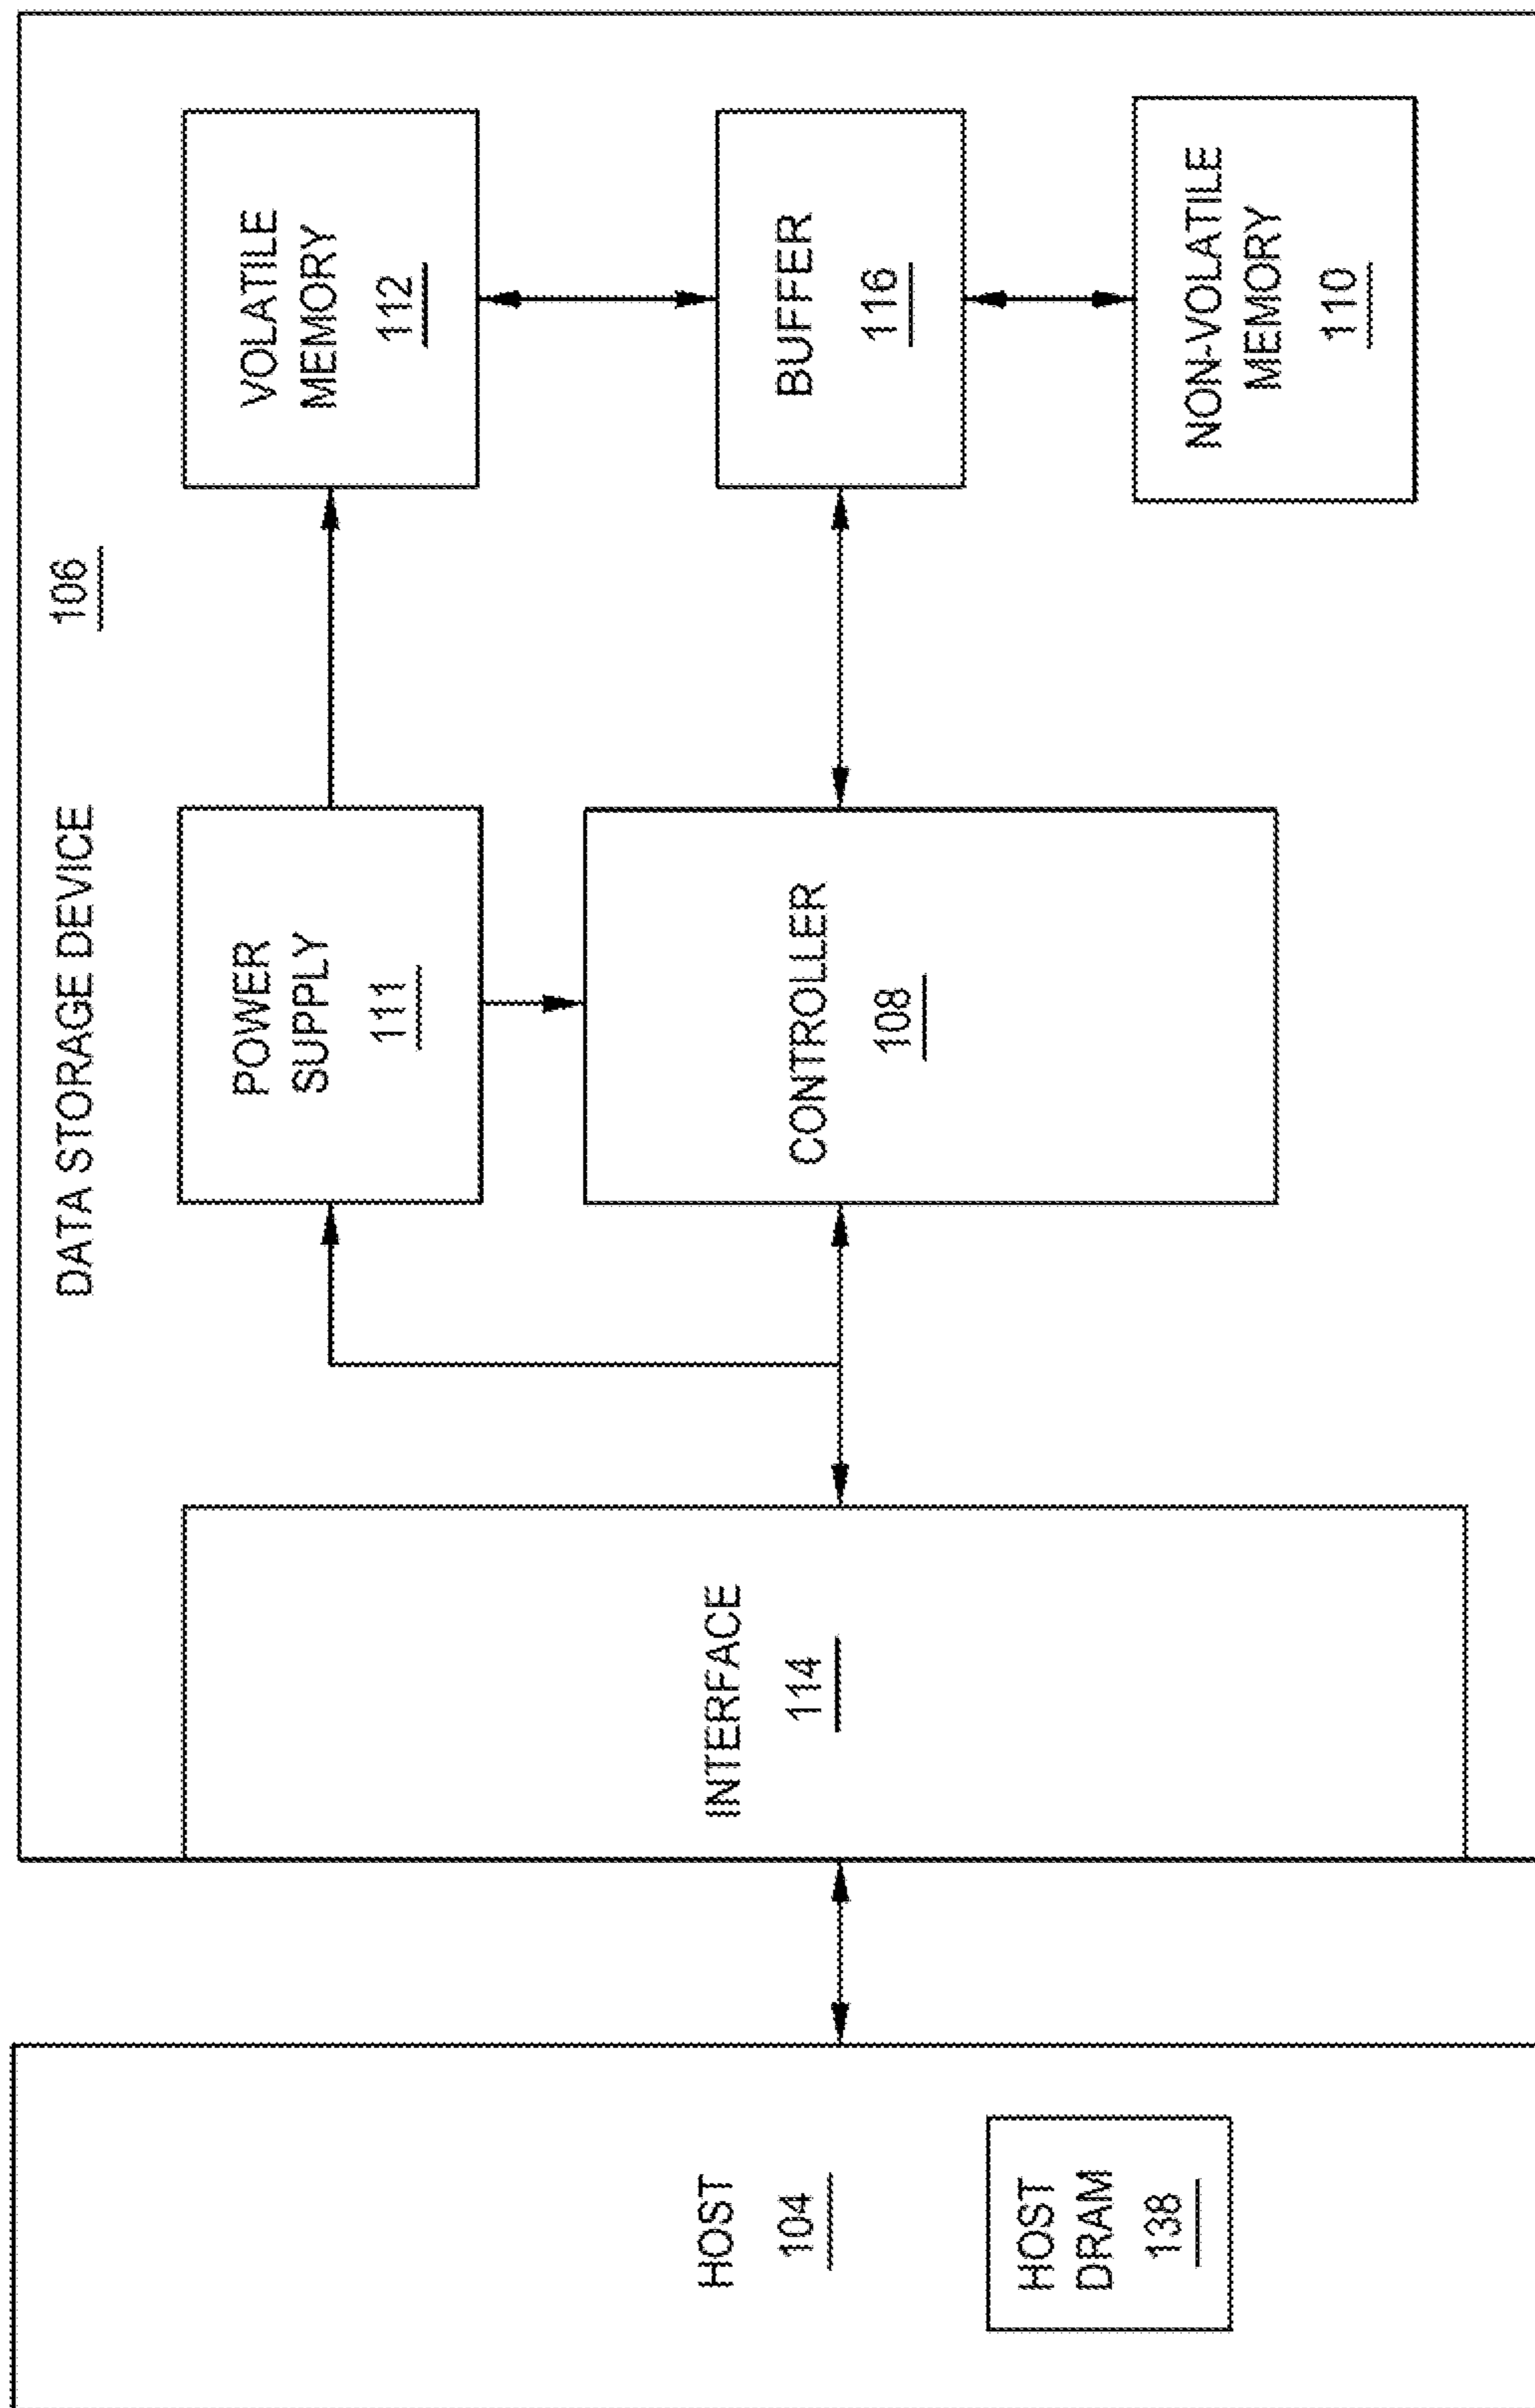 DATA STORAGE DEVICE
106
HOST
104
HOST
DRAM
138
INTERFACE
114
POWER
SUPPLY
111
CONTROLLER
108
VOLATILE
MEMORY
112
BUFFER
116
NON-VOLATILE
MEMORY
110